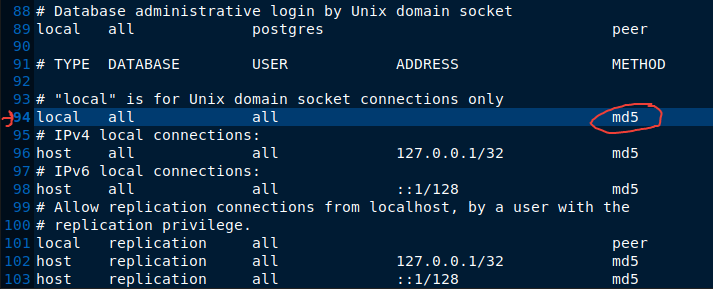 88 # Database administrative login by Unix domain socket
89 local   all             postgres                                peer
90
91 # TYPE  DATABASE        USER            ADDRESS                 METHOD
92
93 # "local" is for Unix domain socket connections only
94 local   all             all                                     md5
95 # IPv4 local connections:
96 host    all             all             127.0.0.1/32            md5
97 # IPv6 local connections:
98 host    all             all             ::1/128                 md5
99 # Allow replication connections from localhost, by a user with the
100 # replication privilege.
101 local   replication     all                                     peer
102 host    replication     all             127.0.0.1/32            md5
103 host    replication     all             ::1/128                 md5